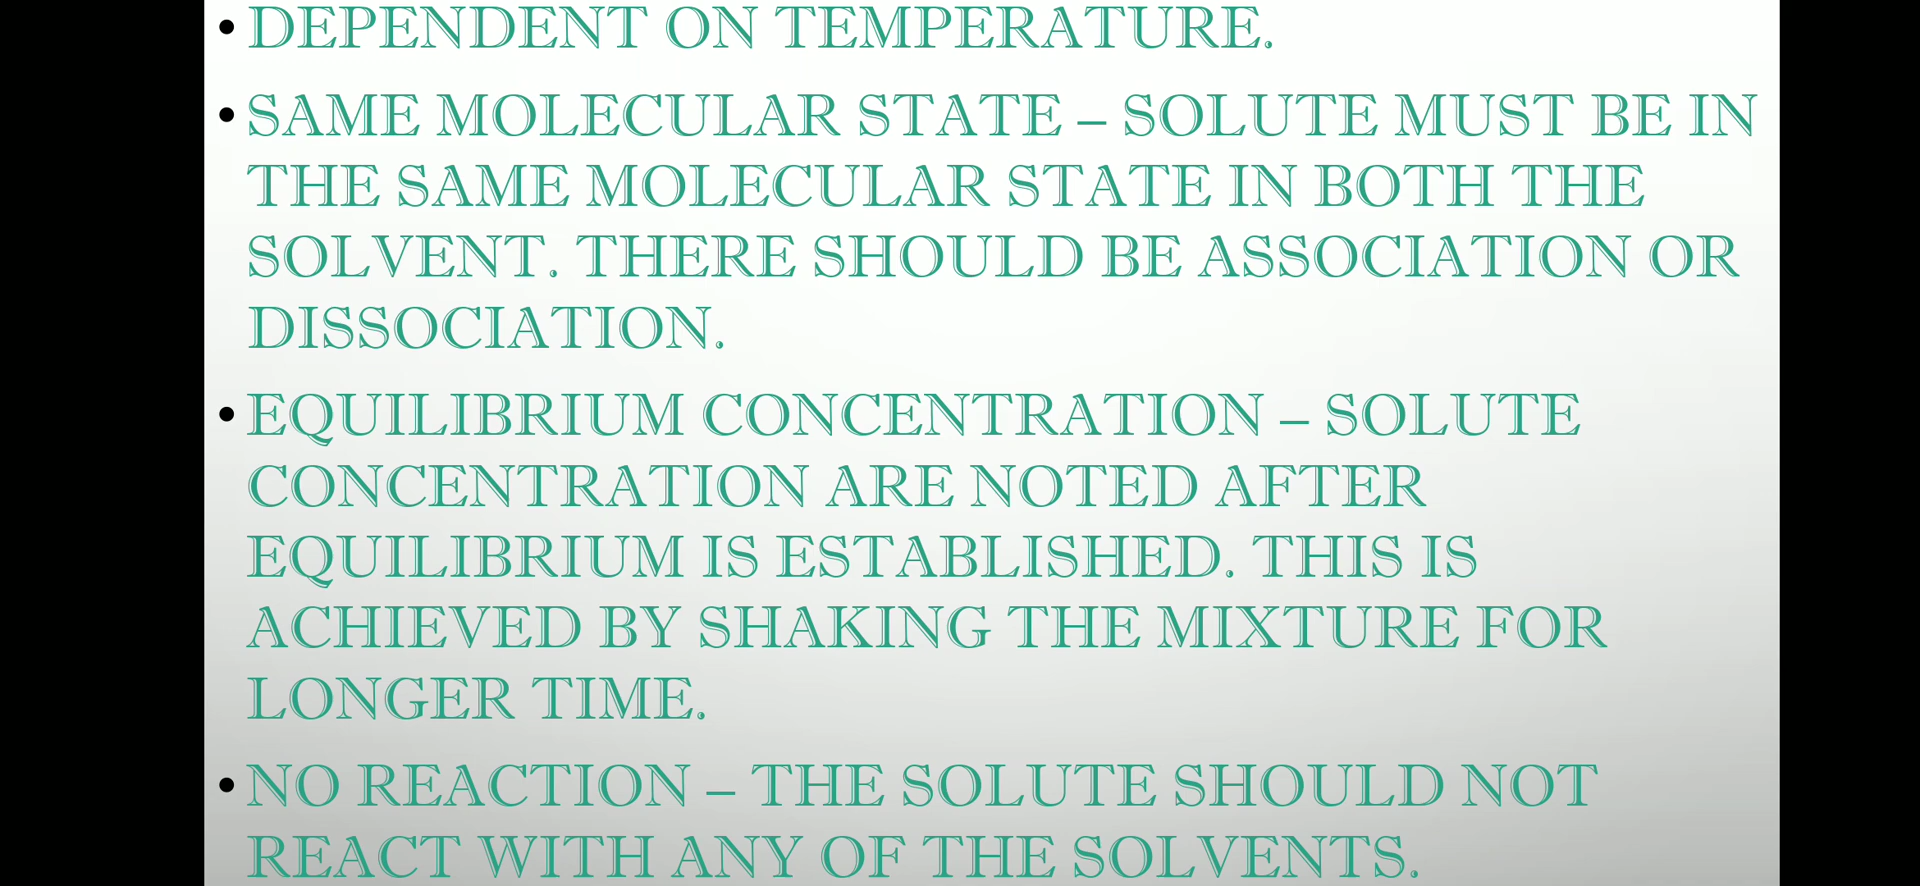 • DEPENDENT ON TEMPERATURE.
• SAME MOLECULAR STATE – SOLUTE MUST BE IN
THE SAME MOLECULAR STATE IN BOTH THE
SOLVENT. THERE SHOULD BE ASSOCIATION OR
DISSOCIATION.
• EQUILIBRIUM CONCENTRATION – SOLUTE
CONCENTRATION ARE NOTED AFTER
EQUILIBRIUM IS ESTABLISHED. THIS IS
ACHIEVED BY SHAKING THE MIXTURE FOR
LONGER TIME.
• NO REACTION – THE SOLUTE SHOULD NOT
REACT WITH ANY OF THE SOLVENTS.